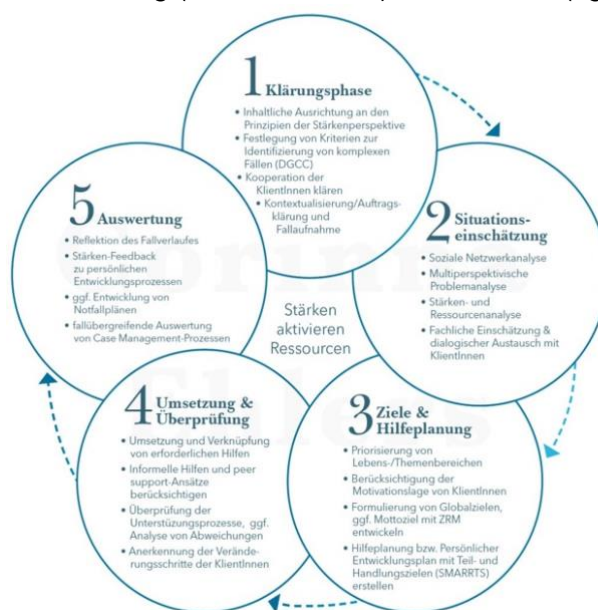 1 Klärungsphase
• Inhaltliche Ausrichtung an den
Prinzipien der Stärkenperspektive
• Festlegung von Kriterien zur
Identifizierung von komplexen
Fällen (DGCC)
• Kooperation der
KlientInnen klären
• Kontextualisierung/Auftrags-
klärung und
Fallaufnahme
2 Situations-
einschätzung
• Soziale Netzwerkanalyse
• Multiperspektivische
Problemanalyse
• Stärken- und
Ressourcenanalyse
• Fachliche Einschätzung &
dialogischer Austausch mit
KlientInnen
3 Ziele &
Hilfeplanung
• Priorisierung von
Lebens-/Themenbereichen
• Berücksichtigung der
Motivationslage von KlientInnen
• Formulierung von Globalzielen,
ggf. Mottoziel mit ZRM
entwickeln
• Hilfeplanung bzw. Persönlicher
Entwicklungsplan mit Teil- und
Handlungszielen (SMARRTS)
erstellen
4 Umsetzung &
Überprüfung
• Umsetzung und Verknüpfung
von erforderlichen Hilfen
• Informelle Hilfen und peer
support-Ansätze
berücksichtigen
• Überprüfung der
Unterstüzungsprozesse, ggf.
Analyse von Abweichungen
• Anerkennung der Verände-
rungsschritte der KlientInnen
5 Auswertung
• Reflektion des Fallverlaufes
• Stärken-Feedback
zu persönlichen
Entwicklungsprozessen
• ggf. Entwicklung von
Notfallplänen
• fallübergreifende Auswertung
von Case Management-Prozessen
Stärken
aktivieren
Ressourcen
Corinna
Ehlers